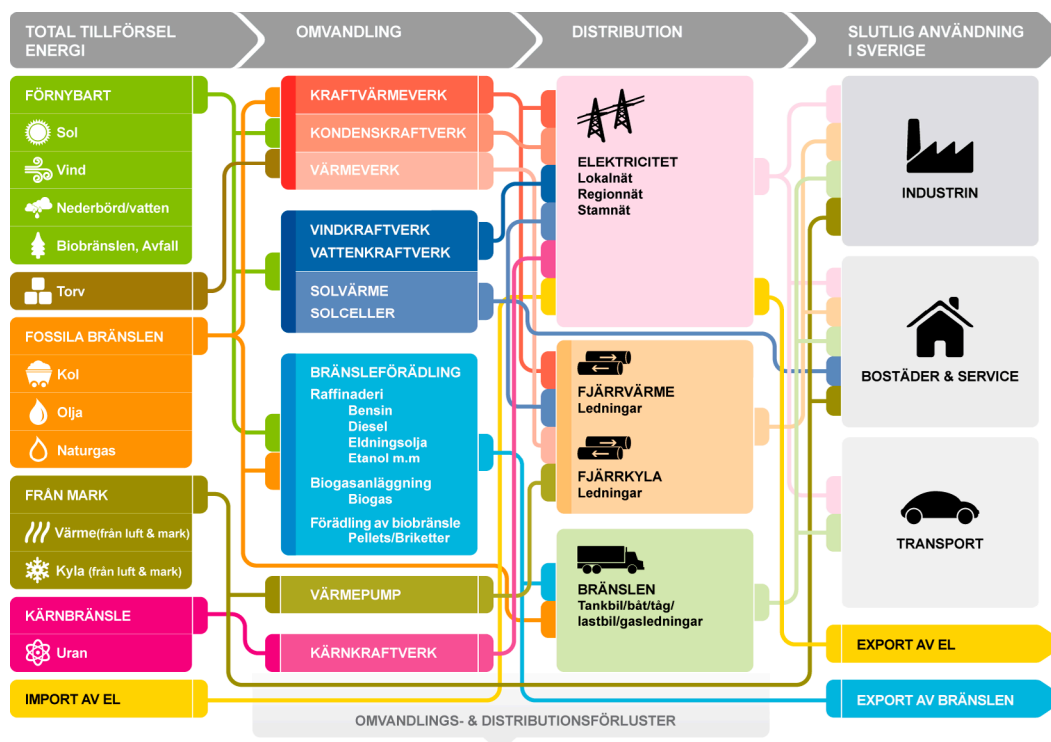 TOTAL TILLFÖRSEL
ENERGI
OMVANDLING
DISTRIBUTION
SLUTLIG ANVÄNDNING
I SVERIGE
FÖRNYBART
Sol
Vind
Nederbörd/vatten
Biobränslen, Avfall
Torv
FOSSILA BRÄNSLEN
Kol
Olja
Naturgas
FRÅN MARK
Värme(från luft & mark)
Kyla (från luft & mark)
KÄRNBRÄNSLE
Uran
IMPORT AV EL
KRAFTVÄRMEVERK
KONDENSKRAFTVERK
VÄRMEVERK
VINDKRAFTVERK
VATTENKRAFTVERK
SOLVÄRME
SOLCELLER
BRÄNSLEFÖRÄDLING
Raffinaderi
Bensin
Diesel
Eldningsolja
Etanol m.m
Biogasanläggning
Biogas
Förädling av biobränsle
Pellets/Briketter
VÄRMEPUMP
KÄRNKRAFTVERK
ELEKTRICITET
Lokalnät
Regionnät
Stamnät
FJÄRRVÄRME
Ledningar
FJÄRRKYLA
Ledningar
BRÄNSLEN
Tankbil/båt/tåg/
lastbil/gasledningar
INDUSTRIN
BOSTÄDER & SERVICE
TRANSPORT
EXPORT AV EL
EXPORT AV BRÄNSLEN
OMVANDLINGS- & DISTRIBUTIONSFÖRLUSTER